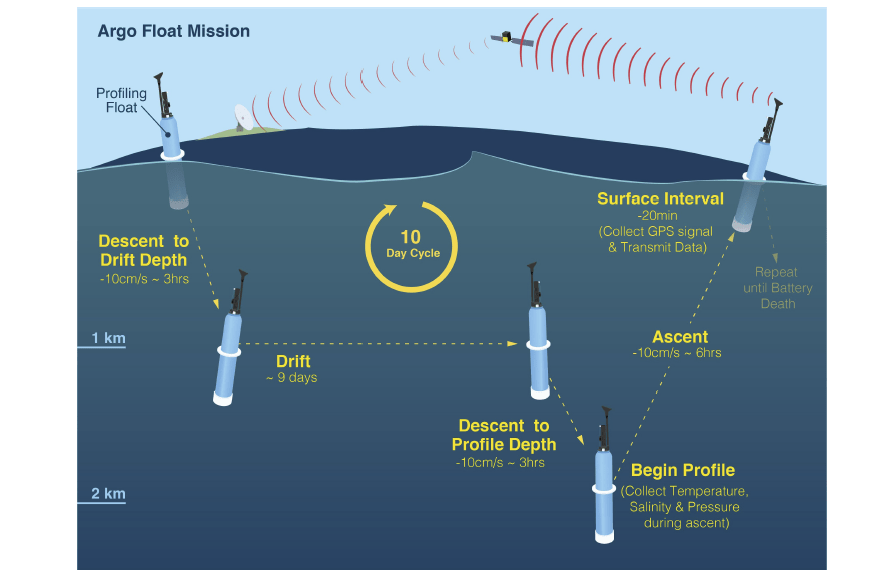 Argo Float Mission
Profiling
Float
10
Day Cycle
Surface Interval
-20min
(Collect GPS signal
& Transmit Data)
Descent to
Drift Depth
-10cm/s ~ 3hrs
Repeat
until Battery
Death
1 km
Drift
~ 9 days
Ascent
-10cm/s ~ 6hrs
Descent to
Profile Depth
-10cm/s ~ 3hrs
Begin Profile
(Collect Temperature,
Salinity & Pressure
during ascent)
2 km